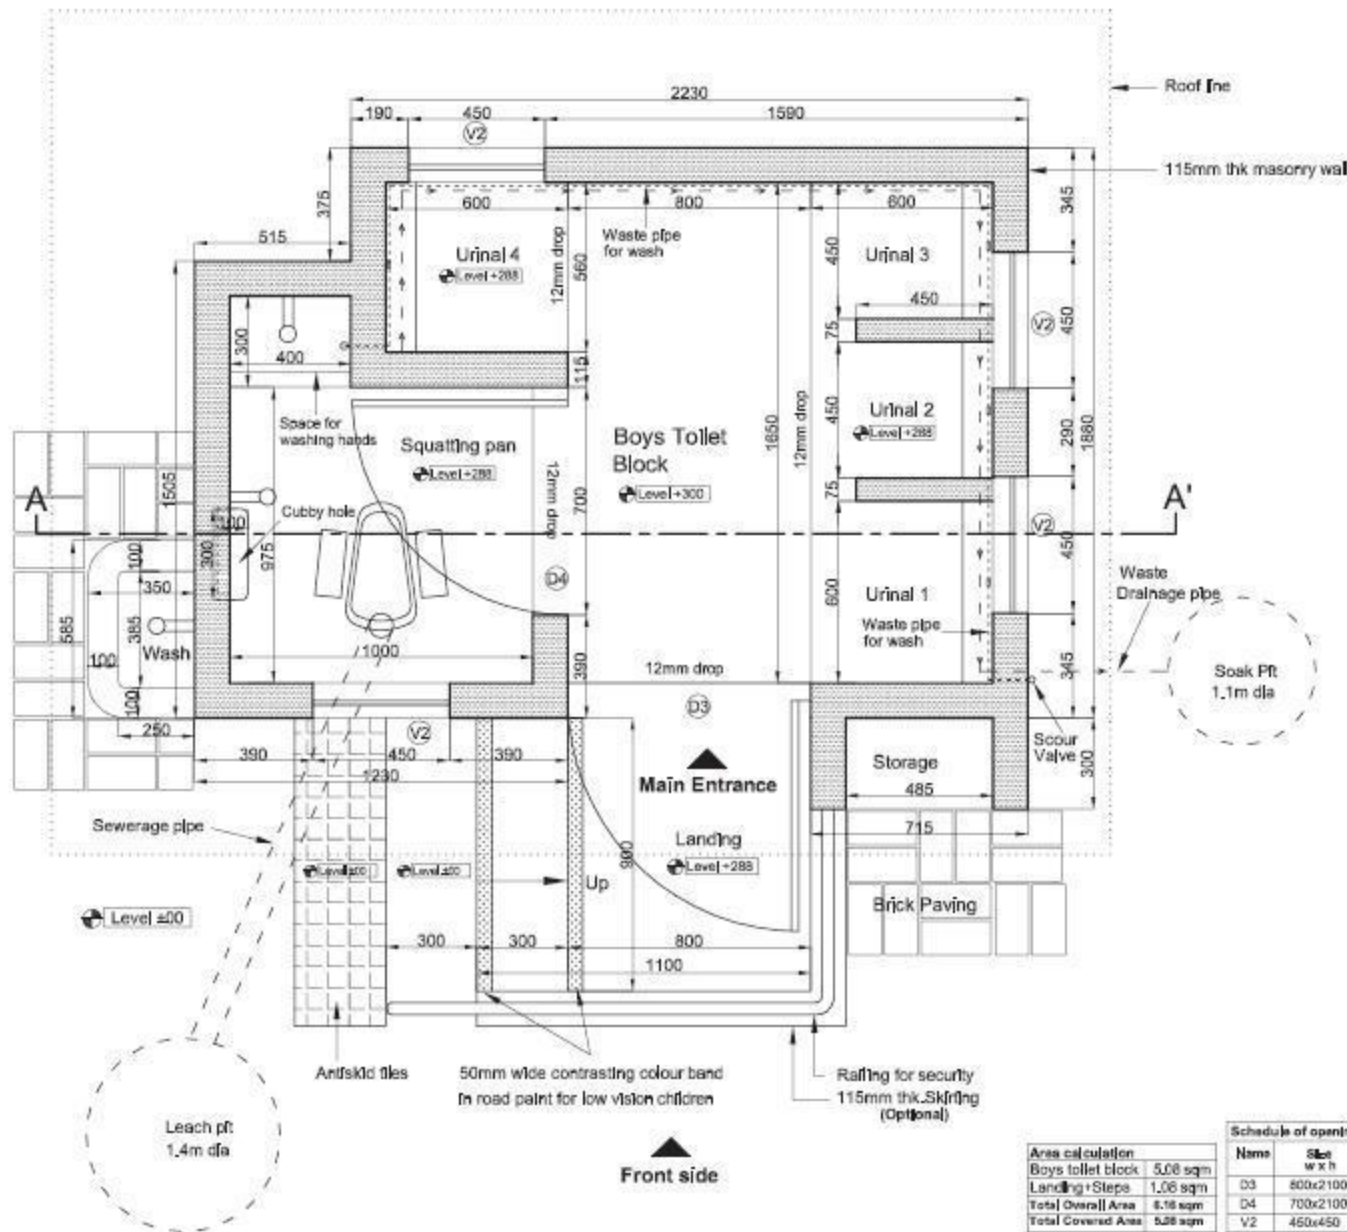 Roof line
2230
190
450
1590
V2
115mm thk masonry wall
375
345
515
600
800
600
Waste pipe
for wash
Urinal 4
Level +288
12mm drop
560
450
Urinal 3
450
V2
450
75
300
400
115
Space for
washing hands
Squatting pan
Level +288
Boys Toilet
Block
Level +300
1650
12mm drop
450
Urinal 2
Level +288
290
1880
75
1505
A
A'
Cubby hole
100
300
975
12mm drop
700
D4
V2
450
100
350
585
385
Wash
100
100
250
600
Urinal 1
Waste pipe
for wash
Waste
Drainage pipe
Soak Pit
1.1m dia
1000
390
12mm drop
345
D3
Main Entrance
V2
390
450
390
1230
Storage
485
715
Scour
Valve
300
Sewerage pipe
Landing
Level +288
900
Level ±00
Level ±00
Up
Level ±00
Brick Paving
300
300
800
1100
Antiskid tiles
50mm wide contrasting colour band
in road paint for low vision children
Railing for security
115mm thk.Skirting
(Optional)
Leach pit
1.4m dia
Front side
Area calculation
Boys toilet block 5.08 sqm
Landing+Steps 1.08 sqm
Total Overall Area 6.16 sqm
Total Covered Area
Schedule of openi
Name Size
w x h
D3 800x2100
D4 700x2100
V2 450x450